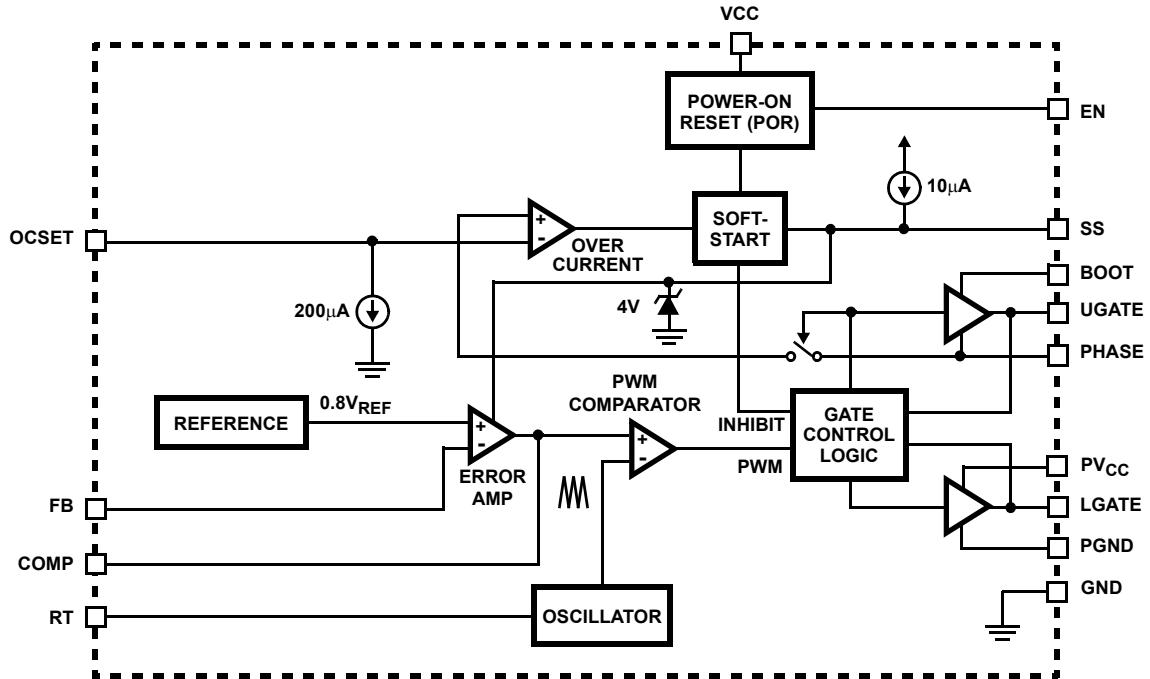 VCC
POWER-ON
RESET (POR)
EN
10μA
OCSET
+
-
OVER
CURRENT
SOFT-
START
SS
BOOT
200μA
4V
UGATE
PHASE
REFERENCE
0.8VREF
+
-
ERROR
AMP
PWM
COMPARATOR
+
-
INHIBIT
PWM
GATE
CONTROL
LOGIC
PVCC
FB
LGATE
COMP
PGND
RT
OSCILLATOR
GND